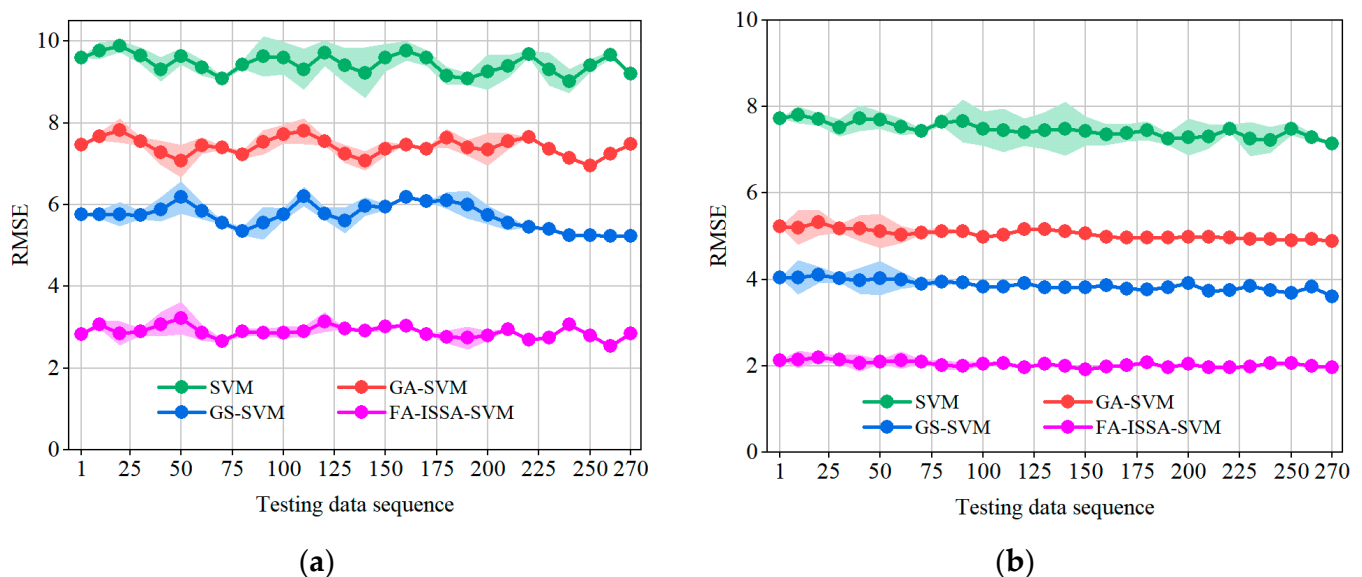 10
8
6
4
2
0
RMSE
SVM GA-SVM
GS-SVM FA-ISSA-SVM
1 25 50 75 100 125 150 175 200 225 250 270
Testing data sequence
(a)
10
8
6
4
2
0
RMSE
SVM GA-SVM
GS-SVM FA-ISSA-SVM
1 25 50 75 100 125 150 175 200 225 250 270
Testing data sequence
(b)